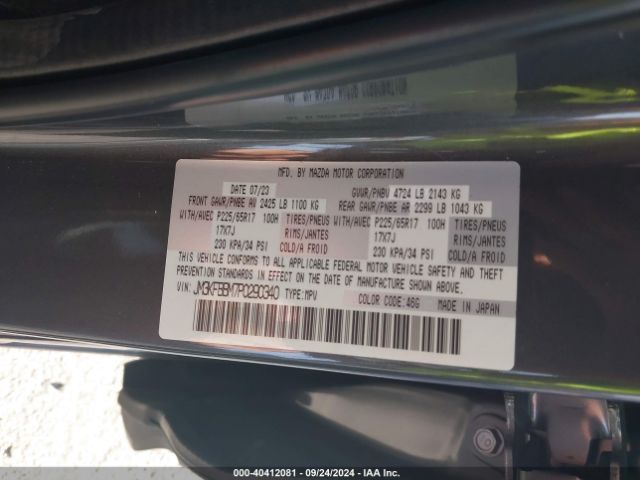 MFD. BY MAZDA MOTOR CORPORATION
DATE 07/23 GVWR/PNBV 4724 LB 2143 KG
FRONT GAWR/PNBE AV 2425 LB 1100 KG REAR GAWR/PNBE AR 2299 LB 1043 KG
WITH/AVEC P225/65R17 100H TIRES/PNEUS WITH/AVEC P225/65R17 100H TIRES/PNEUS
17X7J RIMS/JANTES 17X7J RIMS/JANTES
230 KPA/34 PSI COLD/A FROID 230 KPA/34 PSI COLD/A FROID
THIS VEHICLE CONFORMS TO ALL APPLICABLE FEDERAL MOTOR VEHICLE SAFETY AND THEFT
PREVENTION STANDARDS IN EFFECT ON THE DATE OF MANUFACTURE SHOWN ABOVE.
VIN: JM3KFBBM7P0290340 TYPE:MPV COLOR CODE:46G MADE IN JAPAN
000-40412081 - 09/24/2024 - IAA Inc.